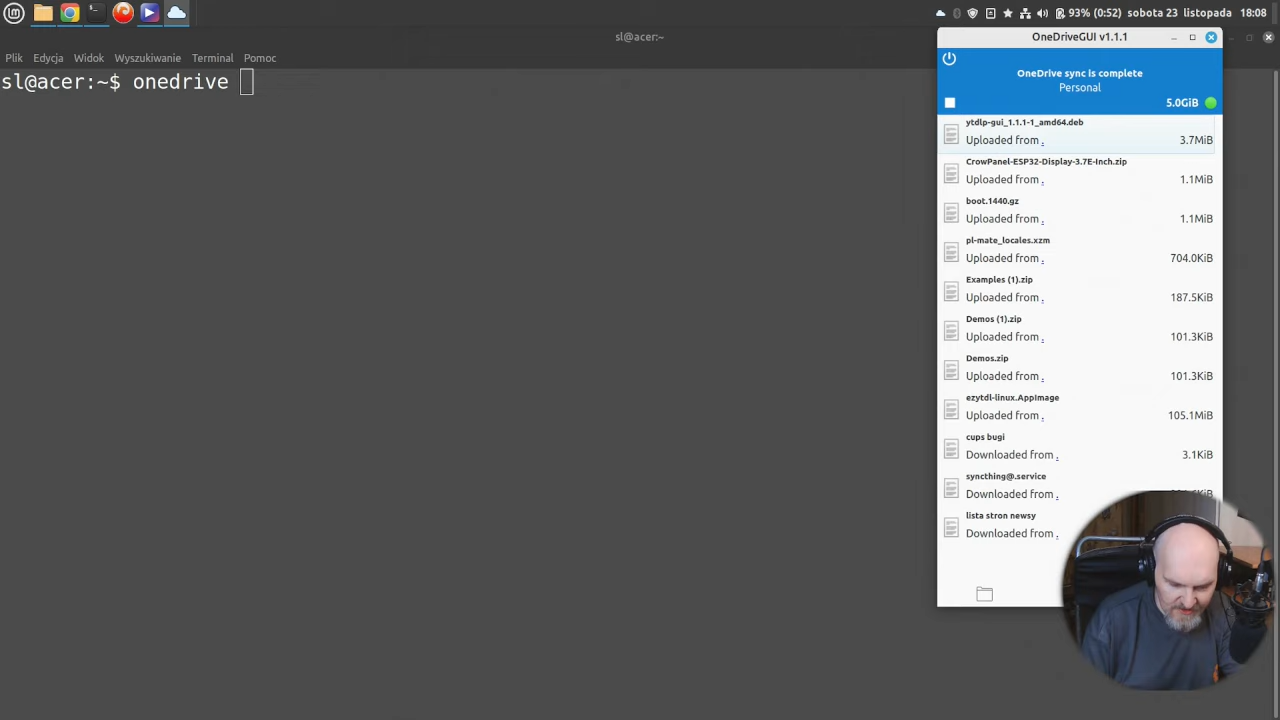 93% (0:52) sobota 23 listopada 18:08
sl@acer:~
Plik Edycja Widok Wyszukiwanie Terminal Pomoc
sl@acer:~$ onedrive
OneDriveGUI v1.1.1
OneDrive sync is complete
Personal
5.0GiB
ytdlp-gui_1.1.1-1_amd64.deb
Uploaded from . 3.7MiB
CrowPanel-ESP32-Display-3.7E-Inch.zip
Uploaded from . 1.1MiB
boot.1440.gz
Uploaded from . 1.1MiB
pl-mate_locales.xzm
Uploaded from . 704.0KiB
Examples (1).zip
Uploaded from . 187.5KiB
Demos (1).zip
Uploaded from . 101.3KiB
Demos.zip
Uploaded from . 101.3KiB
ezytdl-linux.AppImage
Uploaded from . 105.1MiB
cups bugi
Downloaded from . 3.1KiB
syncthing@.service
Downloaded from .
lista stron newsy
Downloaded from .